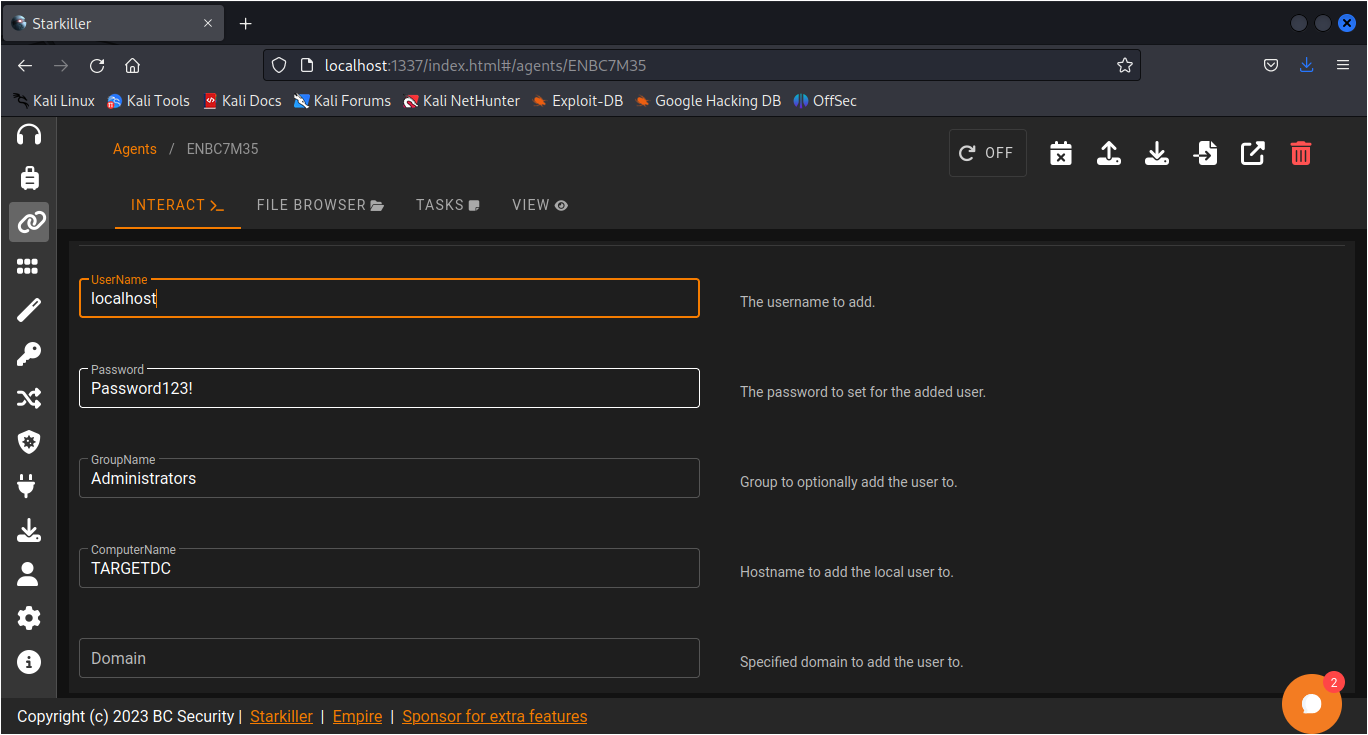 Starkiller
localhost:1337/index.html#/agents/ENBC7M35
Kali Linux Kali Tools Kali Docs Kali Forums Kali NetHunter Exploit-DB Google Hacking DB OffSec
Agents / ENBC7M35
OFF
INTERACT FILE BROWSER TASKS VIEW
UserName
localhost
The username to add.
Password
Password123!
The password to set for the added user.
GroupName
Administrators
Group to optionally add the user to.
ComputerName
TARGETDC
Hostname to add the local user to.
Domain
Specified domain to add the user to.
2
Copyright (c) 2023 BC Security | Starkiller | Empire | Sponsor for extra features